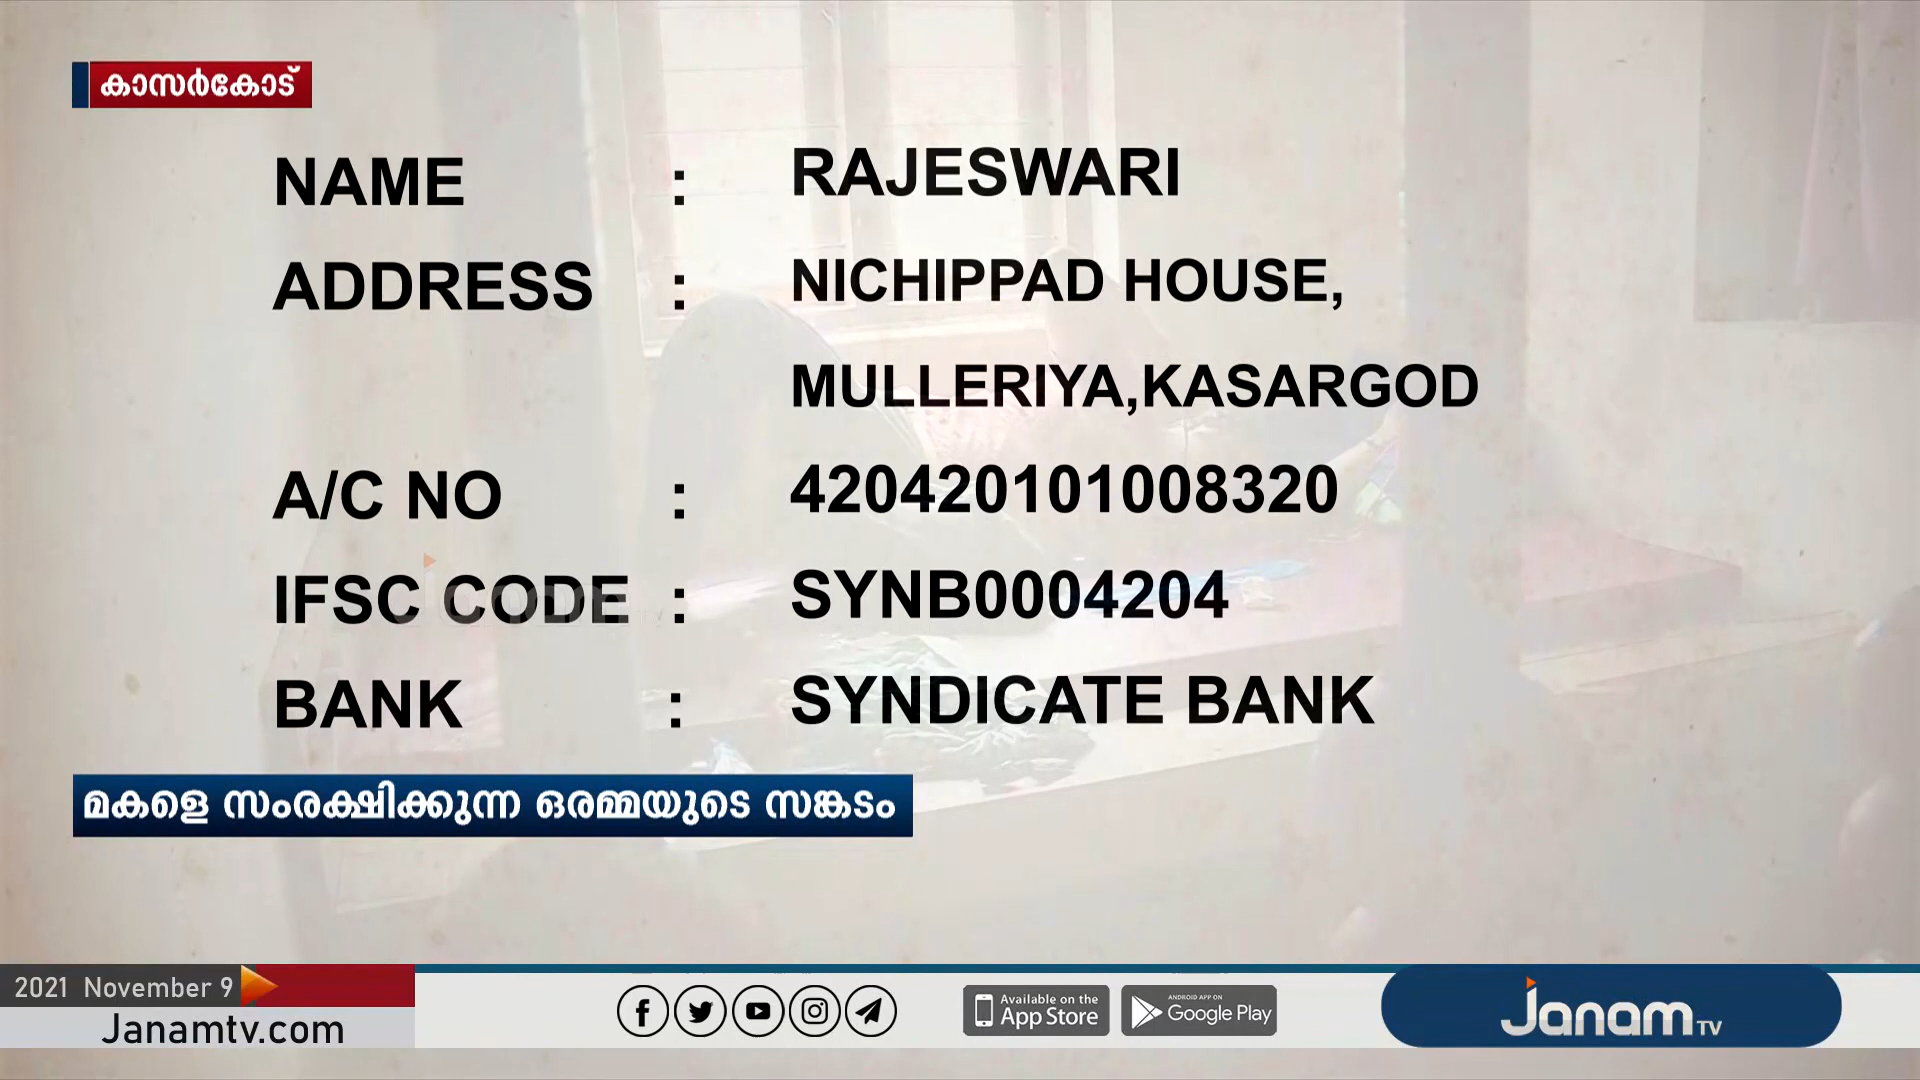 കാസർകോട്
NAME : RAJESWARI
ADDRESS : NICHIPPAD HOUSE,
MULLERIYA,KASARGOD
A/C NO : 420420101008320
IFSC CODE : SYNB0004204
BANK : SYNDICATE BANK
മകളെ സംരക്ഷിക്കുന്ന ഒരമ്മയുടെ സങ്കടം
2021 November 9
Janamtv.com
Available on the
App Store
ANDROID APP ON
Google Play
Janam TV